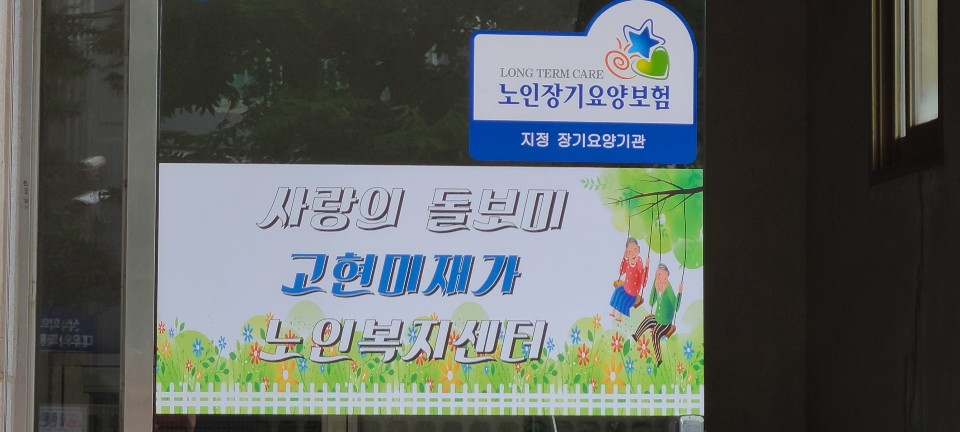 LONG TERM CARE
노인장기요양보험
지정 장기요양기관
사랑의 돌보미
고현미재가
노인복지센터